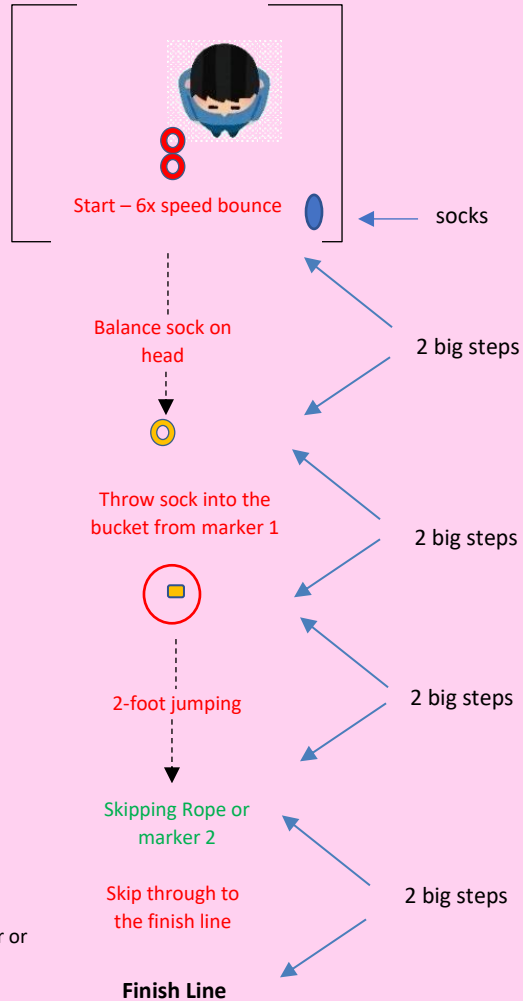 Start – 6x speed bounce
socks
Balance sock on
head
2 big steps
Throw sock into the
bucket from marker 1
2 big steps
2-foot jumping
2 big steps
Skipping Rope or
marker 2
Skip through to
the finish line
2 big steps
or
Finish Line